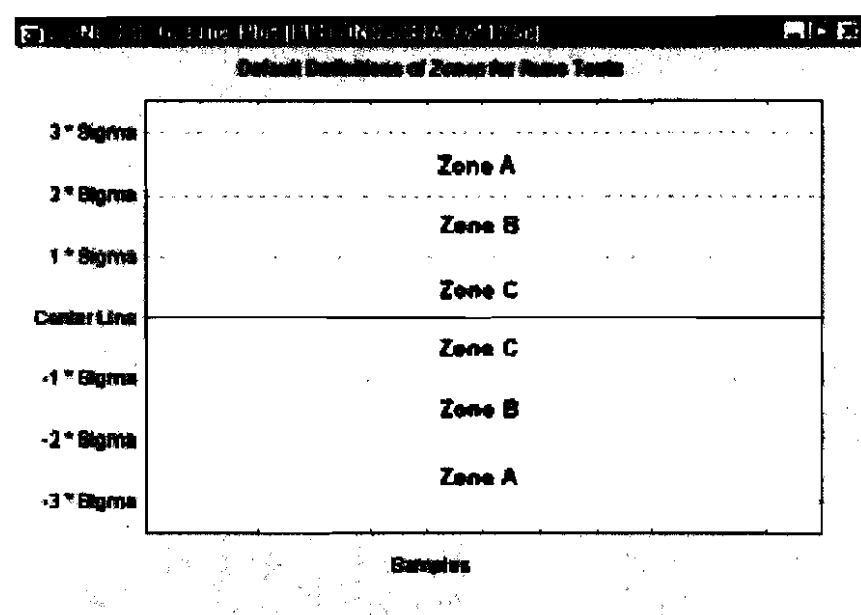 Default Definitions of Zones for Runs Tests
3 * Sigma
Zone A
2 * Sigma
Zone B
1 * Sigma
Zone C
Center Line
Zone C
-1 * Sigma
Zone B
-2 * Sigma
Zone A
-3 * Sigma
Samples